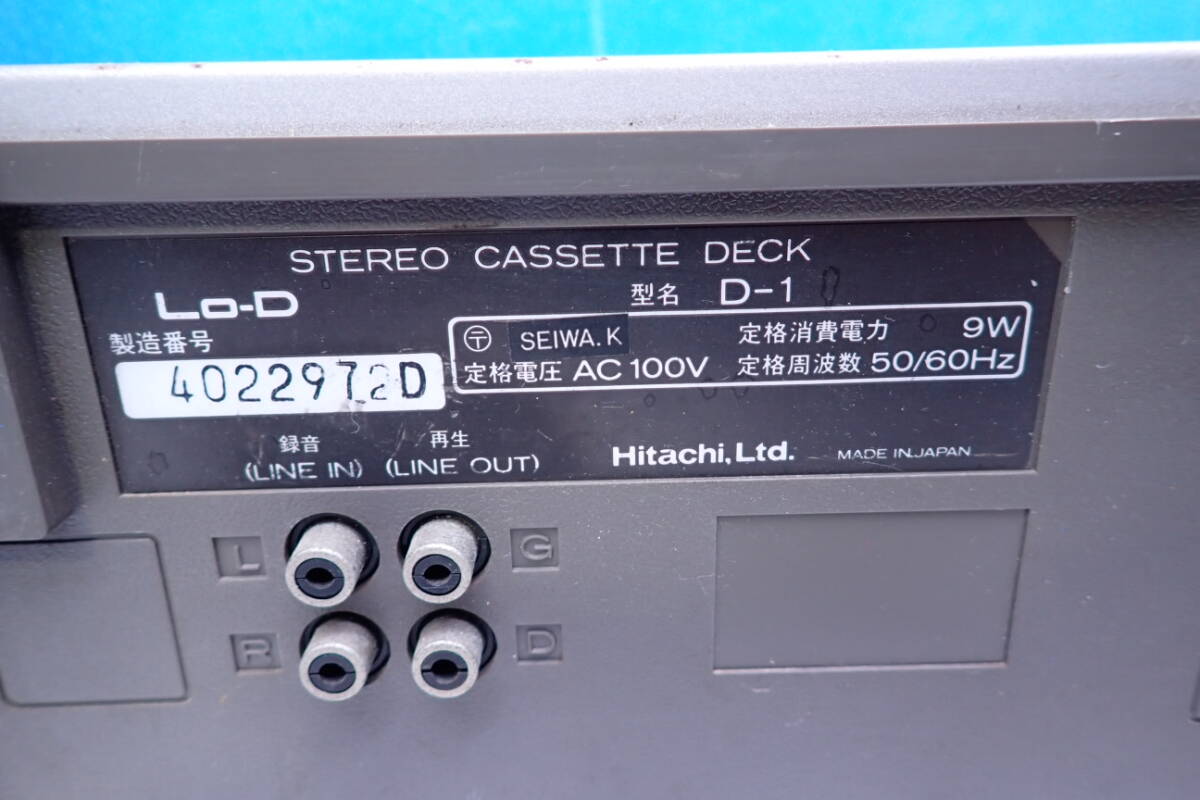 STEREO CASSETTE DECK
Lo-D
型名 D-1
製造番号
4022972D
〒 SEIWA.K 定格消費電力 9W
定格電圧 AC 100V 定格周波数 50/60Hz
録音 再生
(LINE IN) (LINE OUT)
Hitachi, Ltd. MADE IN JAPAN
L G
R D